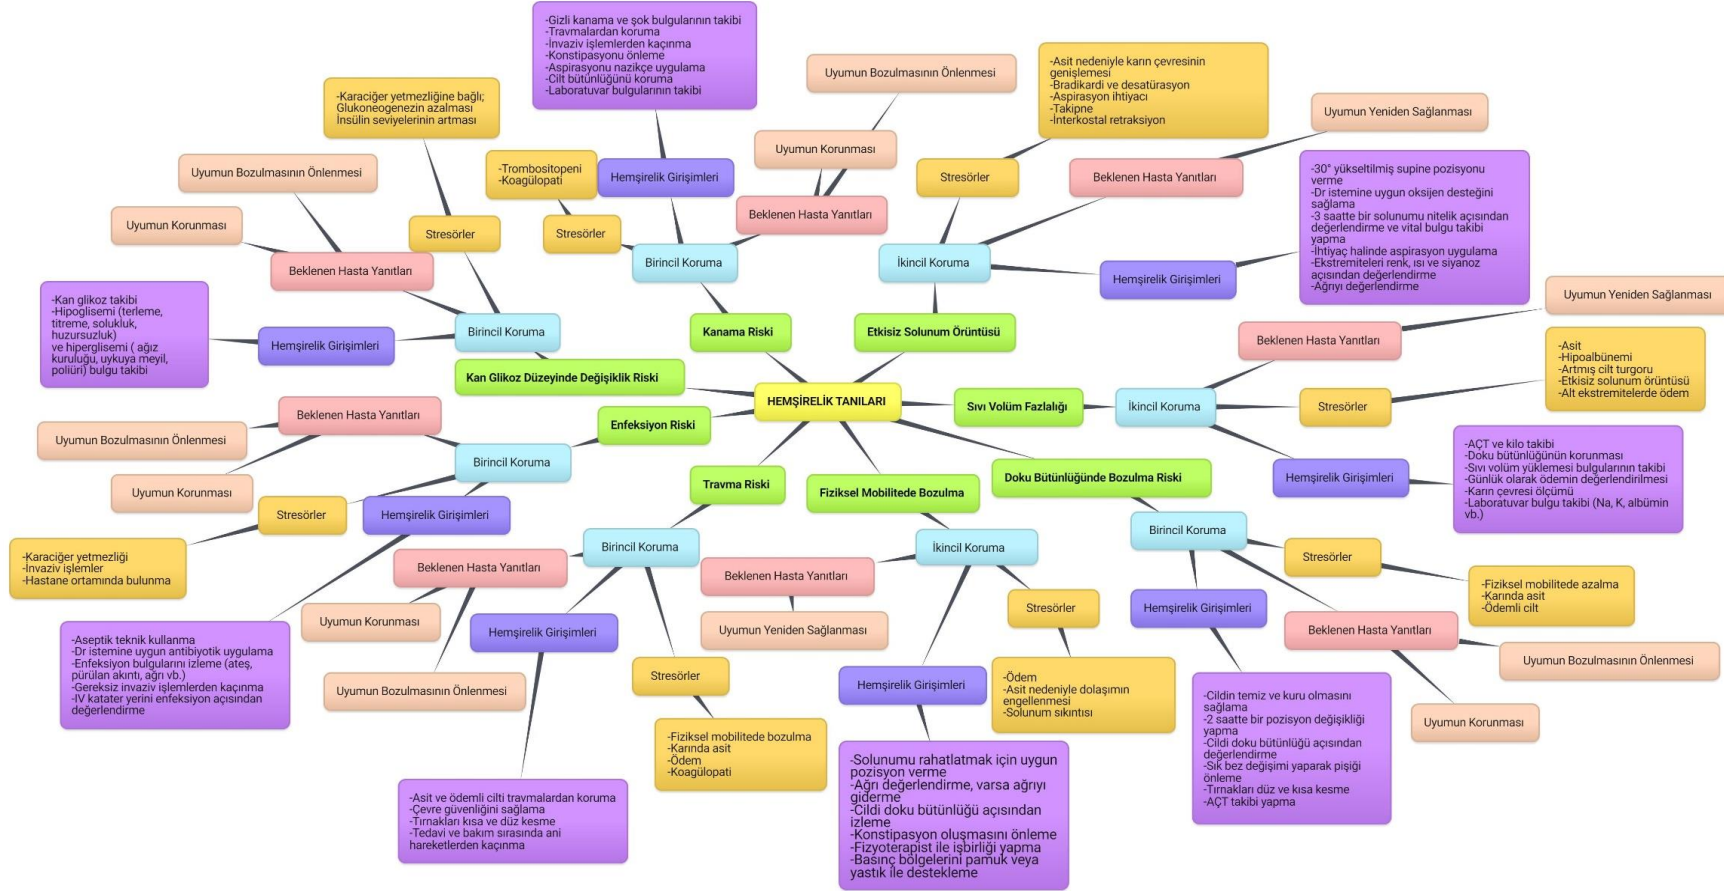 HEMŞİRELİK TANILARI
Kanama Riski
Birincil Koruma
Stresörler
-Trombositopeni
-Koagülopati
Hemşirelik Girişimleri
-Gizli kanama ve şok bulgularının takibi
-Travmalardan koruma
-İnvaziv işlemlerden kaçınma
-Konstipasyonu önleme
-Aspirasyonu nazikçe uygulama
-Cilt bütünlüğünü koruma
-Laboratuvar bulgularının takibi
Beklenen Hasta Yanıtları
Uyumun Korunması
Uyumun Bozulmasının Önlenmesi
Etkisiz Solunum Örüntüsü
İkincil Koruma
Stresörler
-Asit nedeniyle karın çevresinin
genişlemesi
-Bradikardi ve desatürasyon
-Aspirasyon ihtiyacı
-Takipne
-İnterkostal retraksiyon
Beklenen Hasta Yanıtları
Uyumun Yeniden Sağlanması
Hemşirelik Girişimleri
-30° yükseltilmiş supine pozisyonu
verme
-Dr istemine uygun oksijen desteğini
sağlama
-3 saatte bir solunumu nitelik açısından
değerlendirme ve vital bulgu takibi
yapma
-İhtiyaç halinde aspirasyon uygulama
-Ekstremiteleri renk, ısı ve siyanoz
açısından değerlendirme
-Ağrıyı değerlendirme
Sıvı Volüm Fazlalığı
İkincil Koruma
Beklenen Hasta Yanıtları
Uyumun Yeniden Sağlanması
Stresörler
-Asit
-Hipoalbünemi
-Artmış cilt turgoru
-Etkisiz solunum örüntüsü
-Alt ekstremitelerde ödem
Hemşirelik Girişimleri
-AÇT ve kilo takibi
-Doku bütünlüğünün korunması
-Sıvı volüm yüklemesi bulgularının takibi
-Günlük olarak ödemin değerlendirilmesi
-Karın çevresi ölçümü
-Laboratuvar bulgu takibi (Na, K, albümin
vb.)
Doku Bütünlüğünde Bozulma Riski
Birincil Koruma
Stresörler
-Fiziksel mobilitede azalma
-Karında asit
-Ödemli cilt
Beklenen Hasta Yanıtları
Uyumun Bozulmasının Önlenmesi
Uyumun Korunması
Hemşirelik Girişimleri
-Cildin temiz ve kuru olmasını
sağlama
-2 saatte bir pozisyon değişikliği
yapma
-Cildi doku bütünlüğü açısından
değerlendirme
-Sık bez değişimi yaparak pişiği
önleme
-Tırnakları düz ve kısa kesme
-AÇT takibi yapma
Fiziksel Mobilitede Bozulma
İkincil Koruma
Beklenen Hasta Yanıtları
Uyumun Yeniden Sağlanması
Stresörler
-Ödem
-Asit nedeniyle dolaşımın
engellenmesi
-Solunum sıkıntısı
Hemşirelik Girişimleri
-Solunumu rahatlatmak için uygun
pozisyon verme
-Ağrı değerlendirme, varsa ağrıyı
giderme
-Cildi doku bütünlüğü açısından
izleme
-Konstipasyon oluşmasını önleme
-Fizyoterapist ile işbirliği yapma
-Basınç bölgelerini pamuk veya
yastık ile destekleme
Travma Riski
Birincil Koruma
Beklenen Hasta Yanıtları
Uyumun Korunması
Uyumun Bozulmasının Önlenmesi
Hemşirelik Girişimleri
-Asit ve ödemli cilti travmalardan koruma
-Çevre güvenliğini sağlama
-Tırnakları kısa ve düz kesme
-Tedavi ve bakım sırasında ani
hareketlerden kaçınma
Stresörler
-Fiziksel mobilitede bozulma
-Karında asit
-Ödem
-Koagülopati
Enfeksiyon Riski
Birincil Koruma
Beklenen Hasta Yanıtları
Uyumun Bozulmasının Önlenmesi
Uyumun Korunması
Stresörler
-Karaciğer yetmezliği
-İnvaziv işlemler
-Hastane ortamında bulunma
Hemşirelik Girişimleri
-Aseptik teknik kullanma
-Dr istemine uygun antibiyotik uygulama
-Enfeksiyon bulgularını izleme (ateş,
pürülan akıntı, ağrı vb.)
-Gereksiz invaziv işlemlerden kaçınma
-IV katater yerini enfeksiyon açısından
değerlendirme
Kan Glikoz Düzeyinde Değişiklik Riski
Birincil Koruma
Stresörler
-Karaciğer yetmezliğine bağlı;
Glukoneogenezin azalması
İnsülin seviyelerinin artması
Beklenen Hasta Yanıtları
Uyumun Bozulmasının Önlenmesi
Uyumun Korunması
Hemşirelik Girişimleri
-Kan glikoz takibi
-Hipoglisemi (terleme,
titreme, solukluk,
huzursuzluk)
ve hiperglisemi ( ağız
kuruluğu, uykuya meyil,
poliüri) bulgu takibi